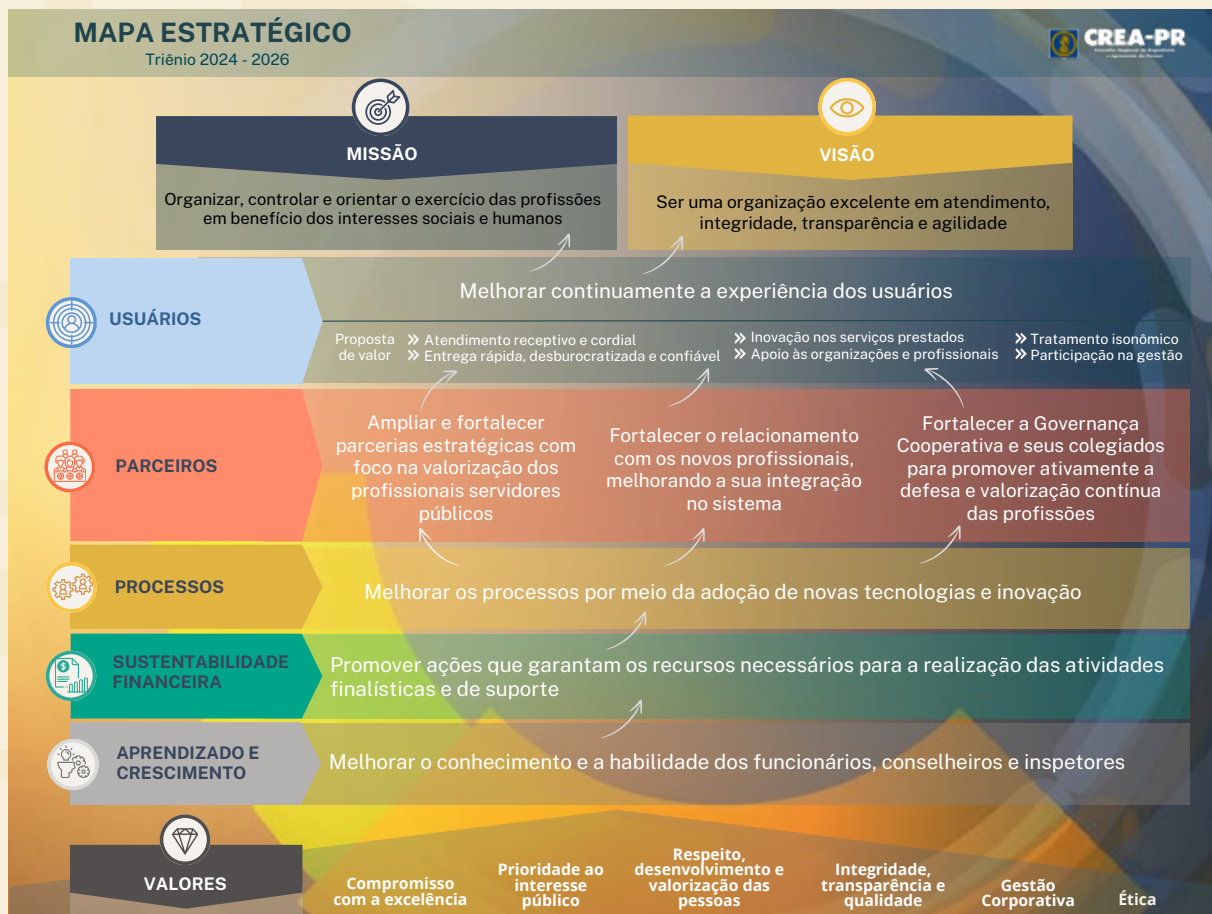 MAPA ESTRATÉGICO
Triênio 2024 - 2026
CREA-PR
Conselho Regional de Engenharia
e Agronomia do Paraná
MISSÃO
Organizar, controlar e orientar o exercício das profissões
em benefício dos interesses sociais e humanos
VISÃO
Ser uma organização excelente em atendimento,
integridade, transparência e agilidade
USUÁRIOS
Melhorar continuamente a experiência dos usuários
Proposta
de valor
Atendimento receptivo e cordial
Entrega rápida, desburocratizada e confiável
Inovação nos serviços prestados
Apoio às organizações e profissionais
Tratamento isonômico
Participação na gestão
PARCEIROS
Ampliar e fortalecer
parcerias estratégicas com
foco na valorização dos
profissionais servidores
públicos
Fortalecer o relacionamento
com os novos profissionais,
melhorando a sua integração
no sistema
Fortalecer a Governança
Cooperativa e seus colegiados
para promover ativamente a
defesa e valorização contínua
das profissões
PROCESSOS
Melhorar os processos por meio da adoção de novas tecnologias e inovação
SUSTENTABILIDADE
FINANCEIRA
Promover ações que garantam os recursos necessários para a realização das atividades
finalísticas e de suporte
APRENDIZADO E
CRESCIMENTO
Melhorar o conhecimento e a habilidade dos funcionários, conselheiros e inspetores
VALORES
Compromisso
com a excelência
Prioridade ao
interesse
público
Respeito,
desenvolvimento e
valorização das
pessoas
Integridade,
transparência e
qualidade
Gestão
Corporativa
Ética